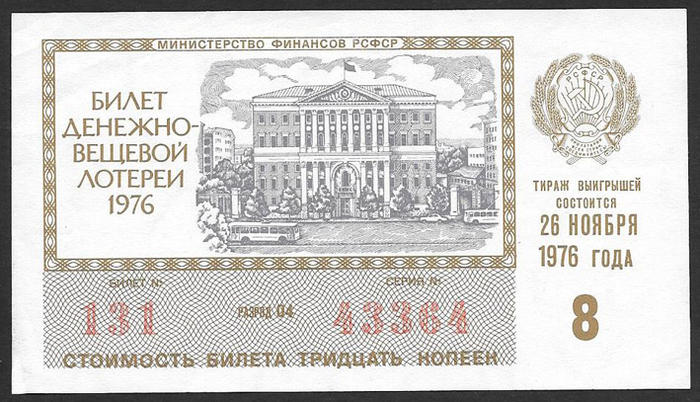 МИНИСТЕРСТВО ФИНАНСОВ РСФСР
БИЛЕТ
ДЕНЕЖНО-
ВЕЩЕВОЙ
ЛОТЕРЕИ
1976
РСФСР
ТИРАЖ ВЫИГРЫШЕЙ
СОСТОИТСЯ
26 НОЯБРЯ
1976 ГОДА
8
БИЛЕТ №
131
РАЗРЯД 04
СЕРИЯ №
43364
СТОИМОСТЬ БИЛЕТА ТРИДЦАТЬ КОПЕЕК